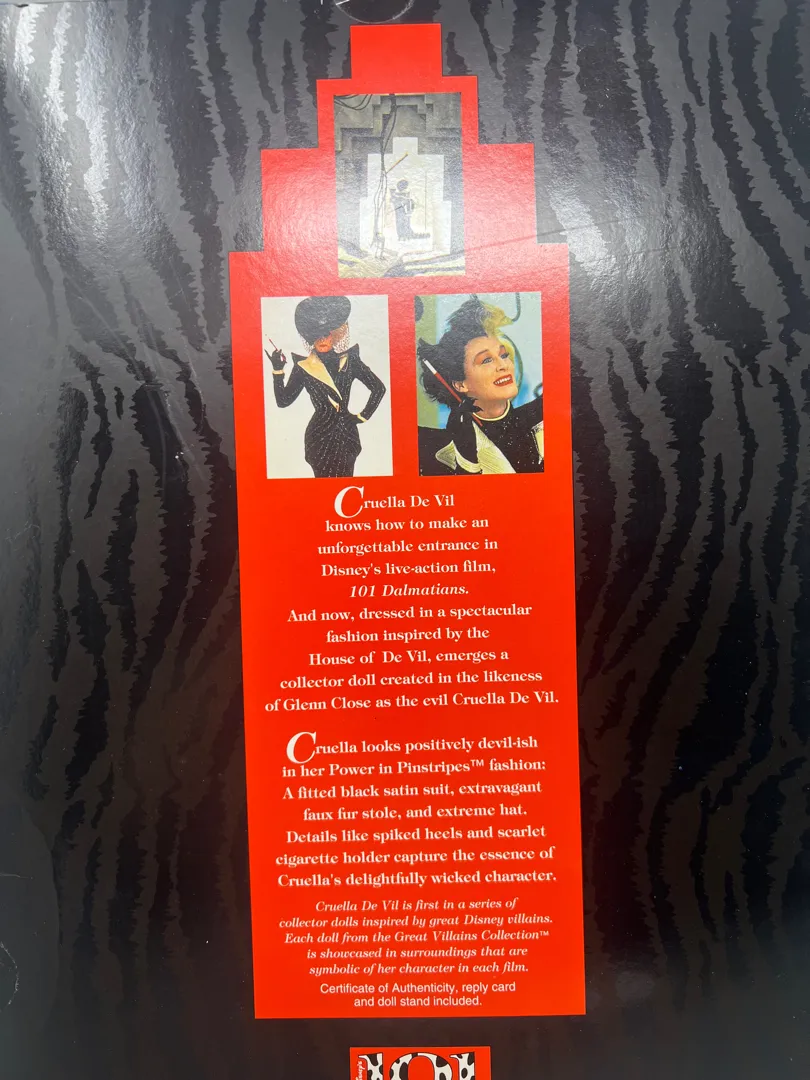 Cruella De Vil
knows how to make an
unforgettable entrance in
Disney's live-action film,
101 Dalmatians.
And now, dressed in a spectacular
fashion inspired by the
House of De Vil, emerges a
collector doll created in the likeness
of Glenn Close as the evil Cruella De Vil.
Cruella looks positively devil-ish
in her Power in Pinstripes™ fashion:
A fitted black satin suit, extravagant
faux fur stole, and extreme hat.
Details like spiked heels and scarlet
cigarette holder capture the essence of
Cruella's delightfully wicked character.
Cruella De Vil is first in a series of
collector dolls inspired by great Disney villains.
Each doll from the Great Villains Collection™
is showcased in surroundings that are
symbolic of her character in each film.
Certificate of Authenticity, reply card
and doll stand included.
Disney's
101